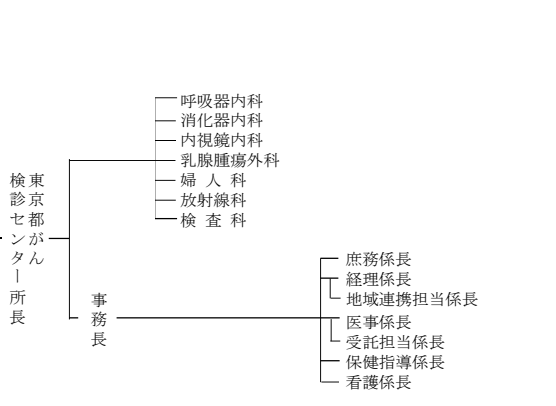 東京都がん
検診センター所長
呼吸器内科
消化器内科
内視鏡内科
乳腺腫瘍外科
婦人科
放射線科
検査科
事務長
庶務係長
経理係長
地域連携担当係長
医事係長
受託担当係長
保健指導係長
看護係長